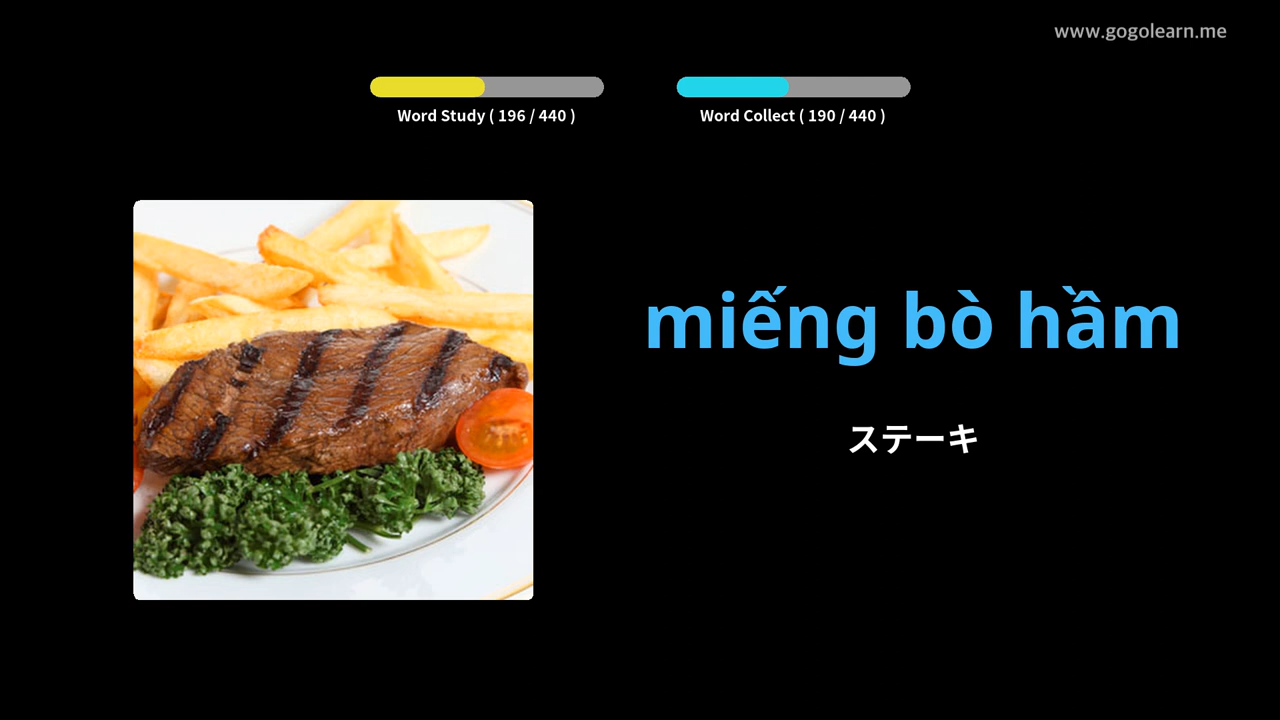 www.gogolearn.me
Word Study ( 196 / 440 )
Word Collect ( 190 / 440 )
miếng bò hầm
ステーキ